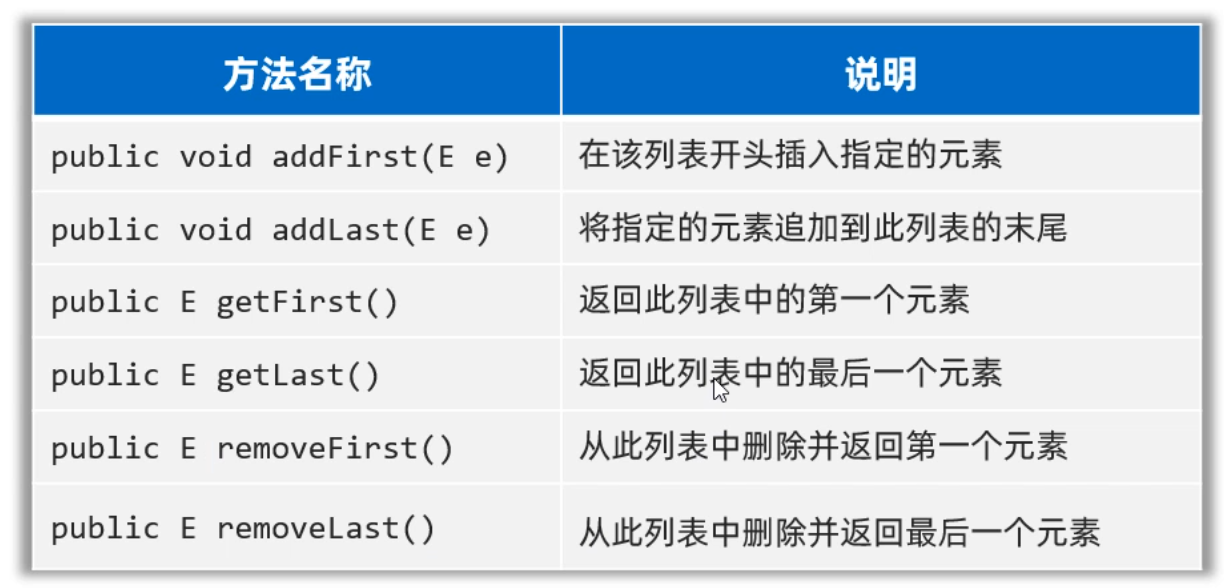 方法名称 说明
public void addFirst(E e) 在该列表开头插入指定的元素
public void addLast(E e) 将指定的元素追加到此列表的末尾
public E getFirst() 返回此列表中的第一个元素
public E getLast() 返回此列表中的最后一个元素
public E removeFirst() 从此列表中删除并返回第一个元素
public E removeLast() 从此列表中删除并返回最后一个元素